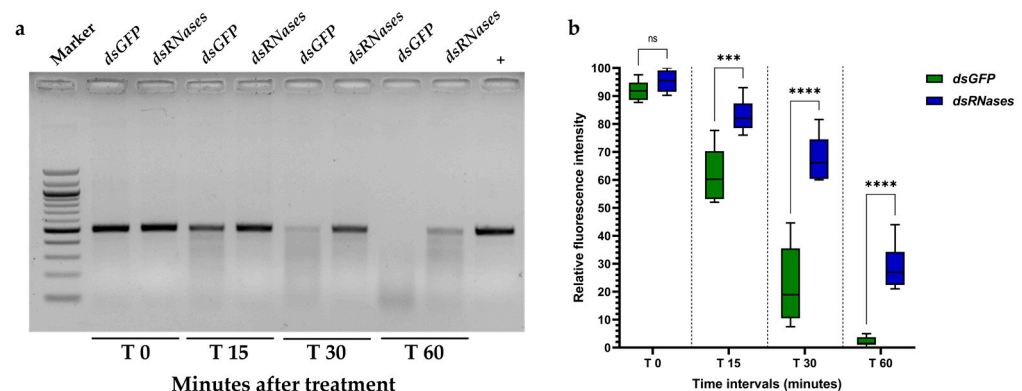 a
Marker
dsGFP
dsRNases
dsGFP
dsRNases
dsGFP
dsRNases
dsGFP
dsRNases
+
T 0
T 15
T 30
T 60
Minutes after treatment
b
Relative fluorescence intensity
100
90
80
70
60
50
40
30
20
10
0
ns
***
****
****
T 0
T 15
T 30
T 60
Time intervals (minutes)
dsGFP
dsRNases